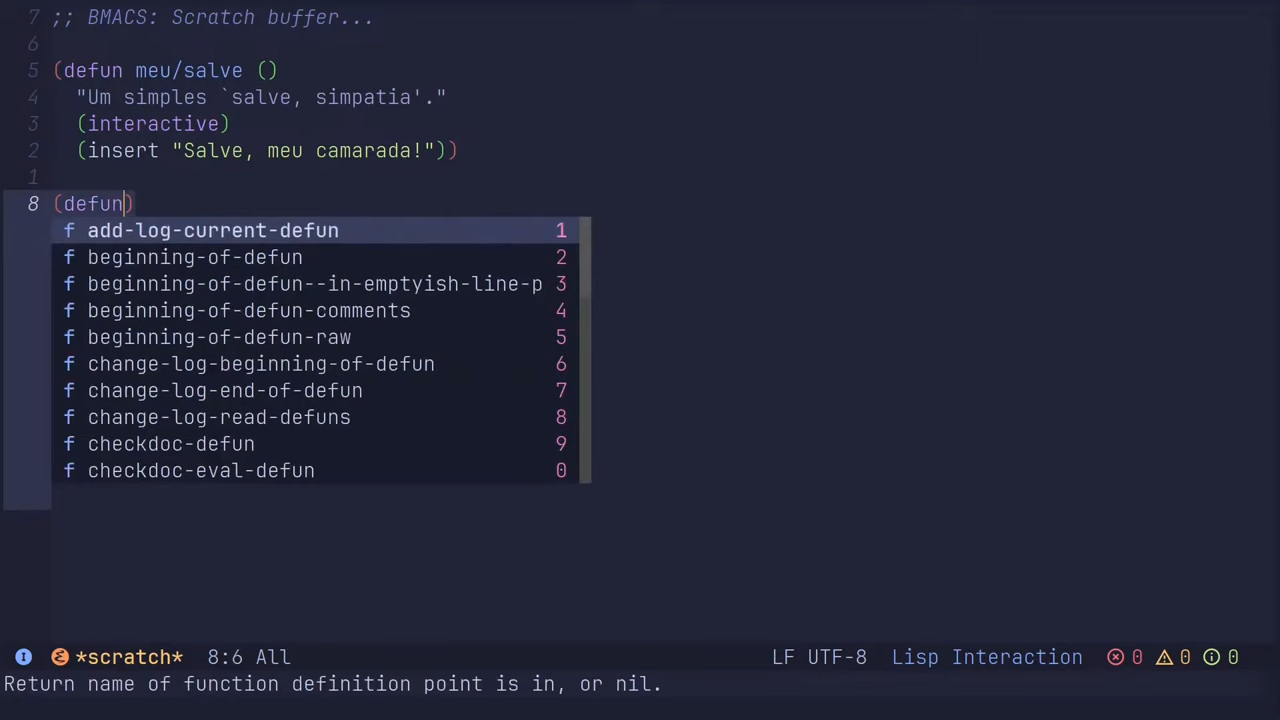 7 ;; BMACS: Scratch buffer...
6
5 (defun meu/salve ()
4   "Um simples `salve, simpatia'."
3   (interactive)
2   (insert "Salve, meu camarada!"))
1
8 (defun)
f add-log-current-defun 1
f beginning-of-defun 2
f beginning-of-defun--in-emptyish-line-p 3
f beginning-of-defun-comments 4
f beginning-of-defun-raw 5
f change-log-beginning-of-defun 6
f change-log-end-of-defun 7
f change-log-read-defuns 8
f checkdoc-defun 9
f checkdoc-eval-defun 0
I *scratch* 8:6 All LF UTF-8 Lisp Interaction 0 0 0
Return name of function definition point is in, or nil.